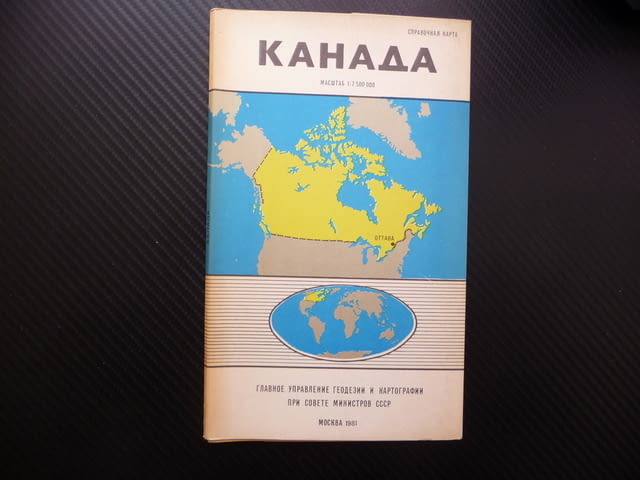 СПРАВОЧНАЯ КАРТА
КАНАДА
МАСШТАБ 1:7 500 000
ОТТАВА
ГЛАВНОЕ УПРАВЛЕНИЕ ГЕОДЕЗИИ И КАРТОГРАФИИ
ПРИ СОВЕТЕ МИНИСТРОВ СССР
МОСКВА 1981